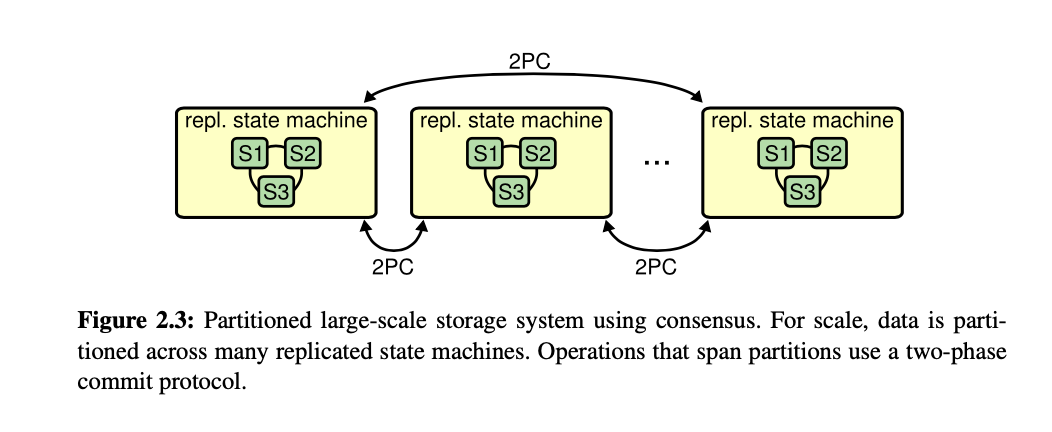 2PC
repl. state machine
S1 S2
S3
repl. state machine
S1 S2
S3
...
repl. state machine
S1 S2
S3
2PC
2PC
Figure 2.3: Partitioned large-scale storage system using consensus. For scale, data is parti-
tioned across many replicated state machines. Operations that span partitions use a two-phase
commit protocol.